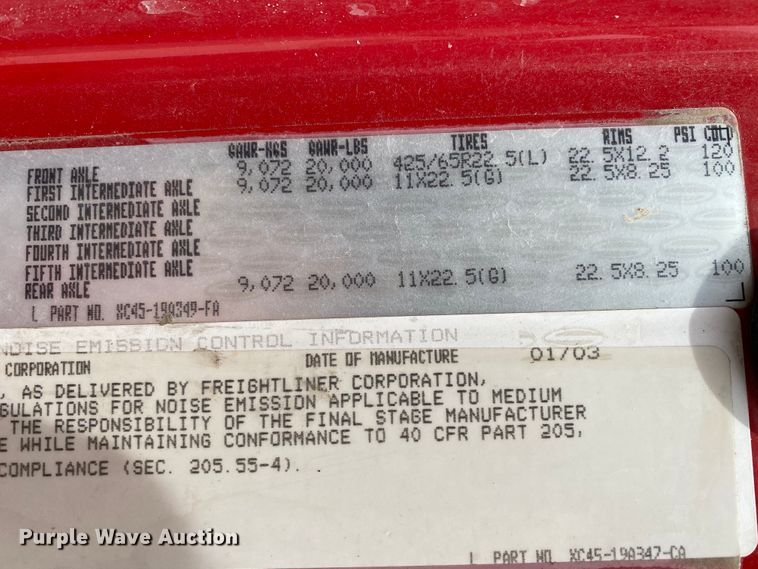 GAWR-KGS GAWR-LBS TIRES RIMS PSI COLD
FRONT AXLE 9,072 20,000 425/65R22.5(L) 22.5X12.2 120
FIRST INTERMEDIATE AXLE 9,072 20,000 11X22.5(G) 22.5X8.25 100
SECOND INTERMEDIATE AXLE
THIRD INTERMEDIATE AXLE
FOURTH INTERMEDIATE AXLE
FIFTH INTERMEDIATE AXLE
REAR AXLE 9,072 20,000 11X22.5(G) 22.5X8.25 100
PART NO. XC45-19A349-FA
NOISE EMISSION CONTROL INFORMATION
CORPORATION DATE OF MANUFACTURE 01/03
, AS DELIVERED BY FREIGHTLINER CORPORATION,
GULATIONS FOR NOISE EMISSION APPLICABLE TO MEDIUM
THE RESPONSIBILITY OF THE FINAL STAGE MANUFACTURER
E WHILE MAINTAINING CONFORMANCE TO 40 CFR PART 205,
COMPLIANCE (SEC. 205.55-4).
Purple Wave Auction
PART NO. XC45-19A347-CA